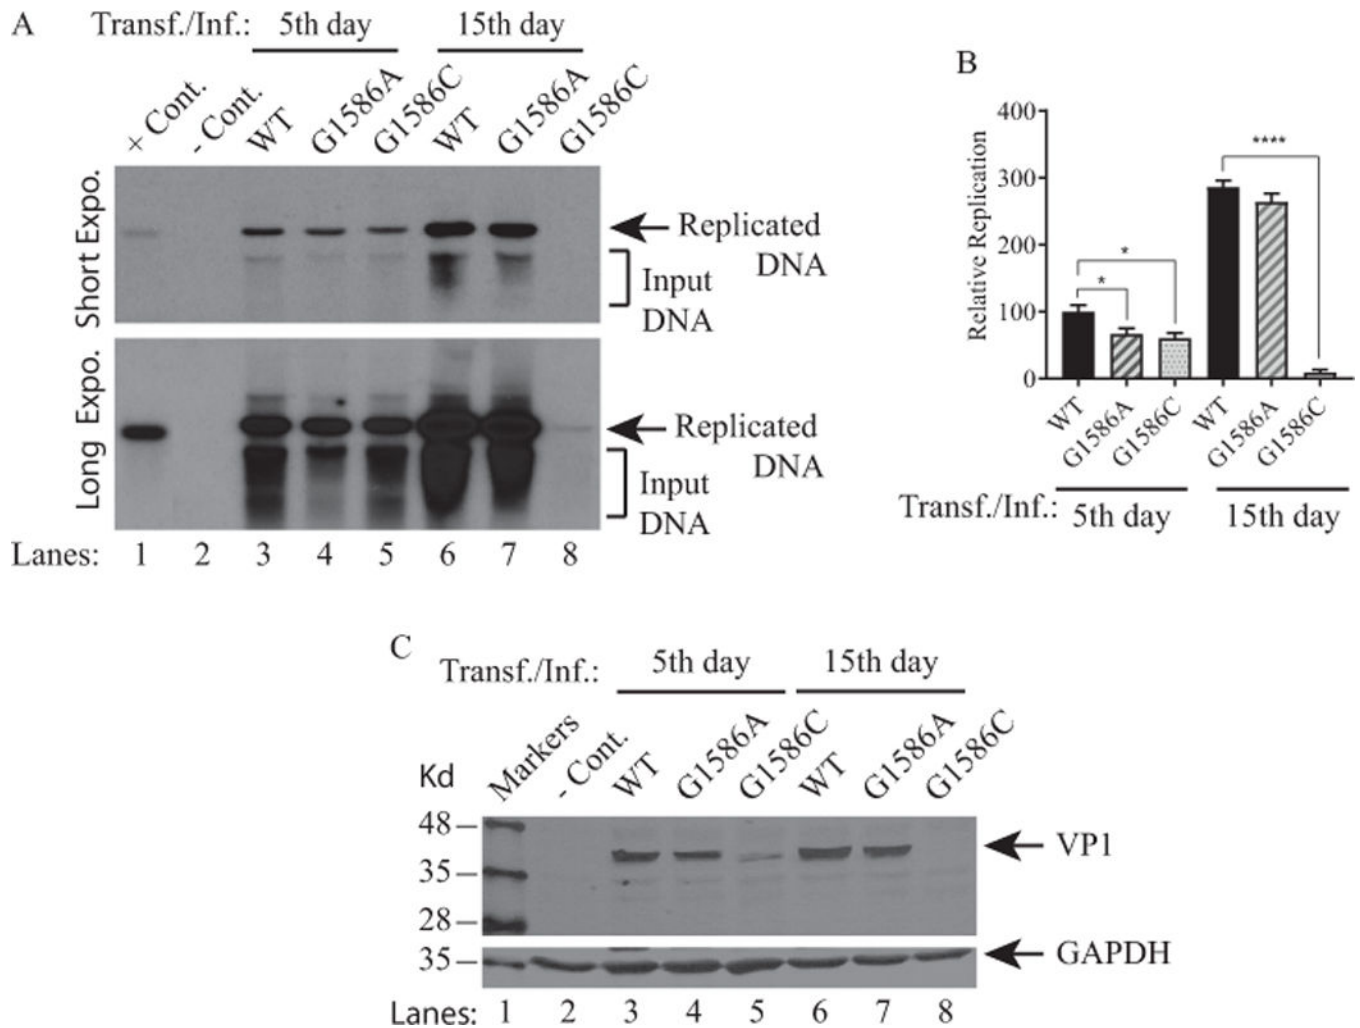 A
Transf./Inf.: 5th day 15th day
+ Cont. - Cont. WT G1586A G1586C WT G1586A G1586C
Short Expo.
Replicated
DNA
Input
DNA
Long Expo.
Replicated
DNA
Input
DNA
Lanes: 1 2 3 4 5 6 7 8
B
Relative Replication
400
300
200
100
0
* * ****
WT G1586A G1586C WT G1586A G1586C
Transf./Inf.: 5th day 15th day
C
Transf./Inf.: 5th day 15th day
Kd Markers - Cont. WT G1586A G1586C WT G1586A G1586C
48
VP1
35
28
GAPDH
35
Lanes: 1 2 3 4 5 6 7 8